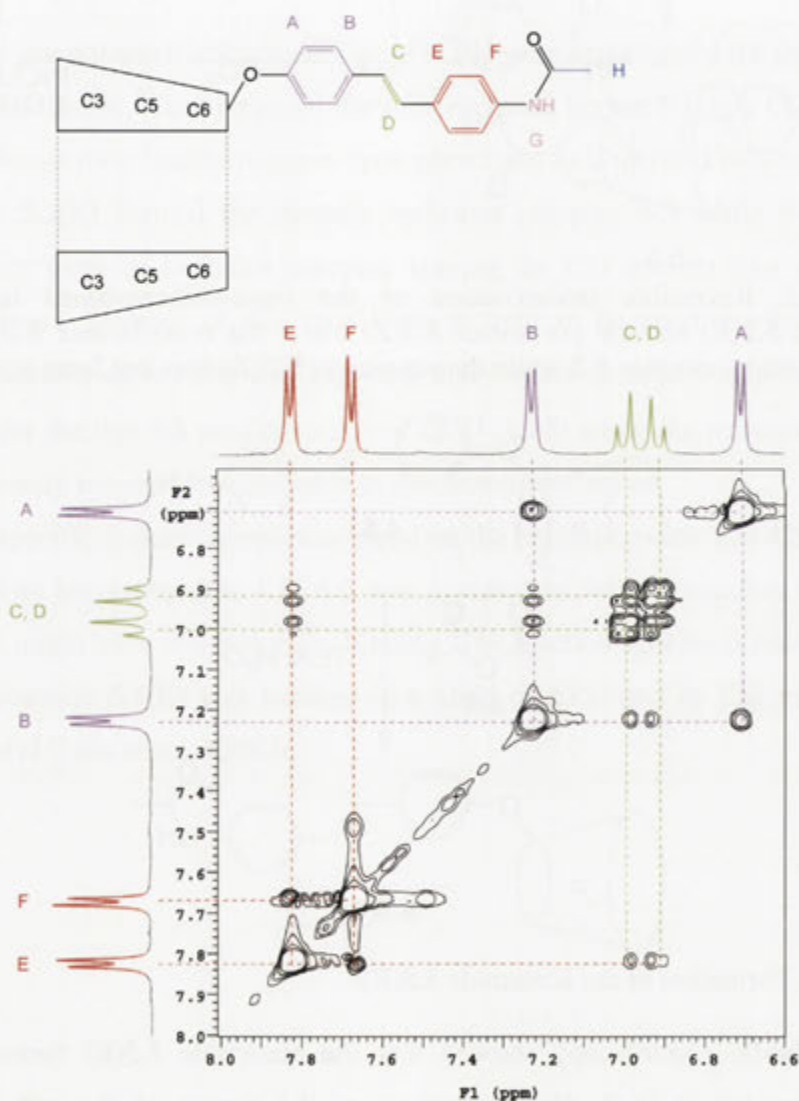 A B
C E F O
H
O
NH
D
G
C3 C5 C6
C3 C5 C6
E F B C, D A
F2
(ppm)
A
6.8
C, D
6.9
7.0
7.1
B
7.2
7.3
7.4
7.5
7.6
F
7.7
E
7.8
7.9
8.0
8.0 7.8 7.6 7.4 7.2 7.0 6.8 6.6
F1 (ppm)